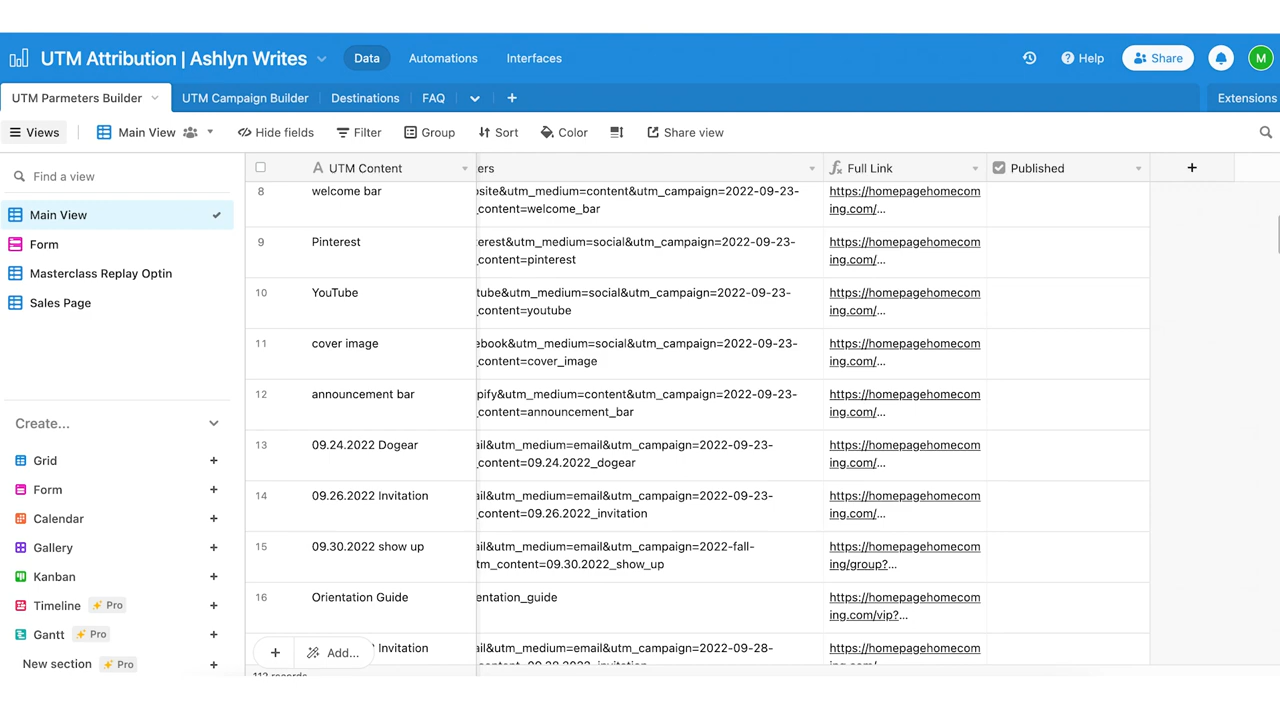 UTM Attribution | Ashlyn Writes
Data
Automations
Interfaces
Help
Share
M
UTM Parmeters Builder
UTM Campaign Builder
Destinations
FAQ
Extensions
Views
Main View
Hide fields
Filter
Group
Sort
Color
Share view
Find a view
Main View
Form
Masterclass Replay Optin
Sales Page
Create...
Grid
Form
Calendar
Gallery
Kanban
Timeline Pro
Gantt Pro
New section Pro
UTM Content
ers
Full Link
Published
8 welcome bar
site&utm_medium=content&utm_campaign=2022-09-23-
_content=welcome_bar
https://homepagehomecom
ing.com/...
9 Pinterest
erest&utm_medium=social&utm_campaign=2022-09-23-
_content=pinterest
https://homepagehomecom
ing.com/...
10 YouTube
tube&utm_medium=social&utm_campaign=2022-09-23-
_content=youtube
https://homepagehomecom
ing.com/...
11 cover image
ebook&utm_medium=social&utm_campaign=2022-09-23-
_content=cover_image
https://homepagehomecom
ing.com/...
12 announcement bar
pify&utm_medium=content&utm_campaign=2022-09-23-
_content=announcement_bar
https://homepagehomecom
ing.com/...
13 09.24.2022 Dogear
ail&utm_medium=email&utm_campaign=2022-09-23-
_content=09.24.2022_dogear
https://homepagehomecom
ing.com/...
14 09.26.2022 Invitation
ail&utm_medium=email&utm_campaign=2022-09-23-
_content=09.26.2022_invitation
https://homepagehomecom
ing.com/...
15 09.30.2022 show up
ail&utm_medium=email&utm_campaign=2022-fall-
tm_content=09.30.2022_show_up
https://homepagehomecom
ing/group?...
16 Orientation Guide
entation_guide
https://homepagehomecom
ing.com/vip?...
Invitation
ail&utm_medium=email&utm_campaign=2022-09-28-
_content=09.28.2022_invitation
https://homepagehomecom
ing.com/
Add...
112 records